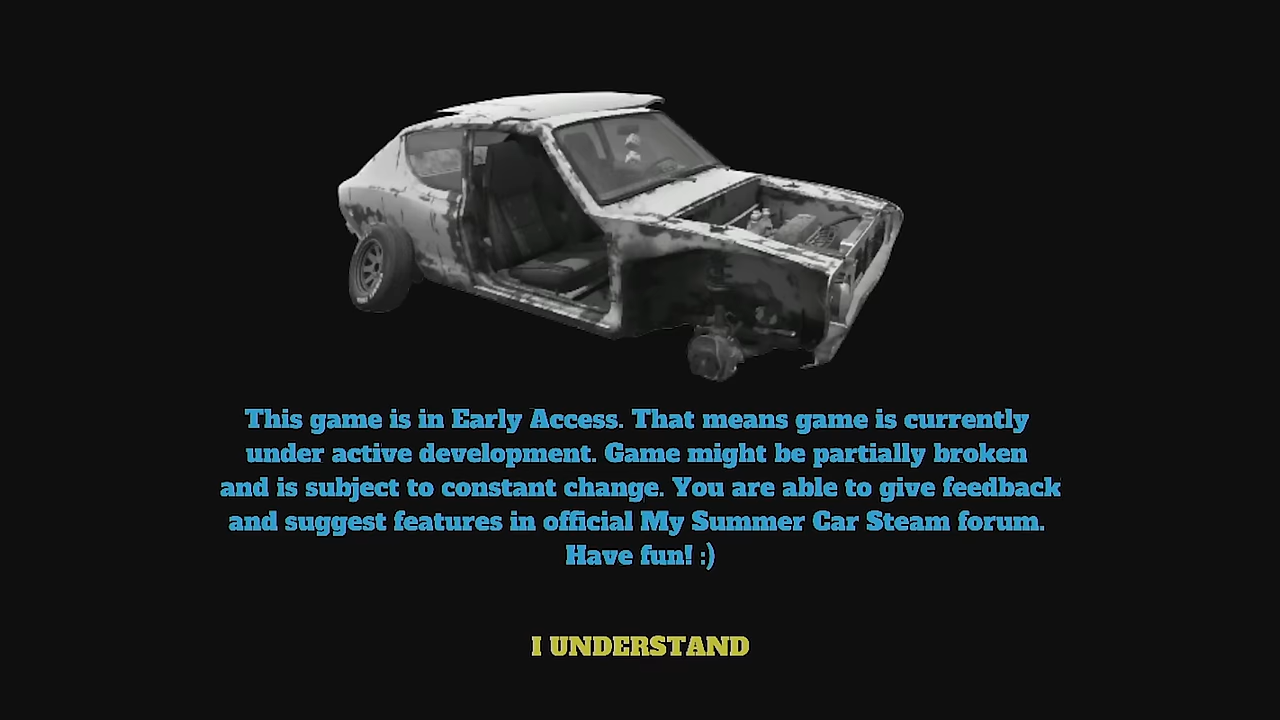 This game is in Early Access. That means game is currently
under active development. Game might be partially broken
and is subject to constant change. You are able to give feedback
and suggest features in official My Summer Car Steam forum.
Have fun! :)
I UNDERSTAND